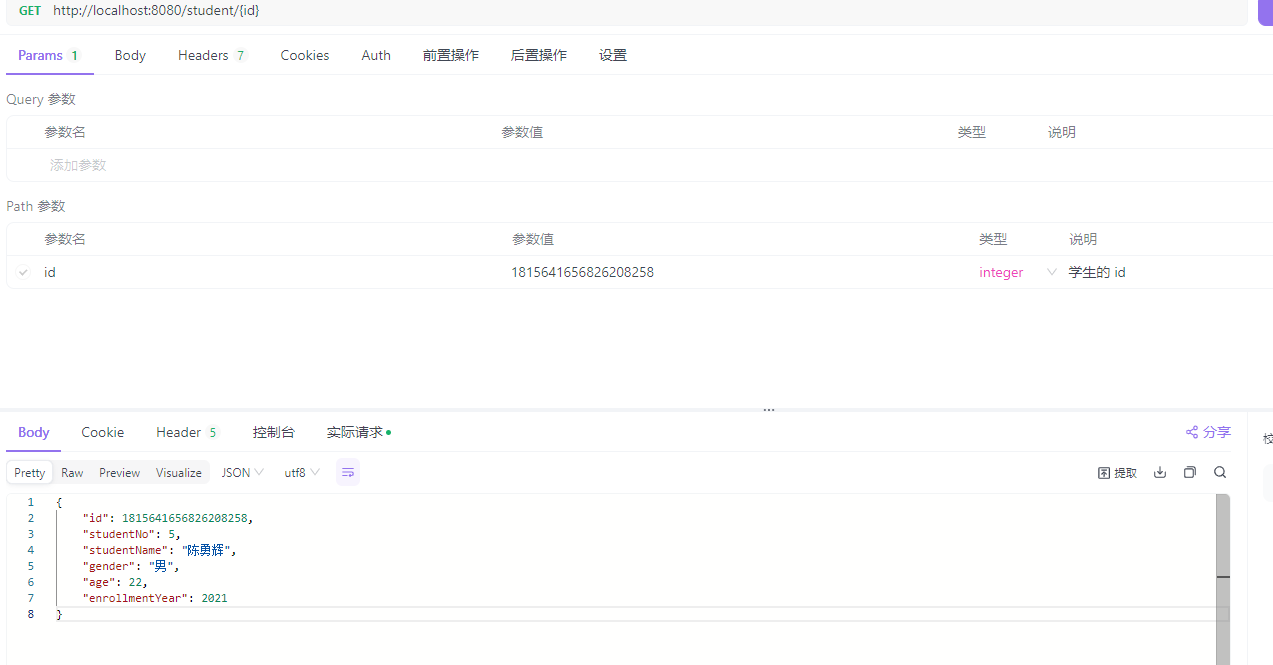 GET http://localhost:8080/student/{id}
Params 1 Body Headers 7 Cookies Auth 前置操作 后置操作 设置
Query 参数
参数名 参数值 类型 说明
添加参数
Path 参数
参数名 参数值 类型 说明
id 1815641656826208258 integer 学生的 id
Body Cookie Header 5 控制台 实际请求 分享
Pretty Raw Preview Visualize JSON utf8 提取
1 {
2 "id": 1815641656826208258,
3 "studentNo": 5,
4 "studentName": "陈勇辉",
5 "gender": "男",
6 "age": 22,
7 "enrollmentYear": 2021
8 }